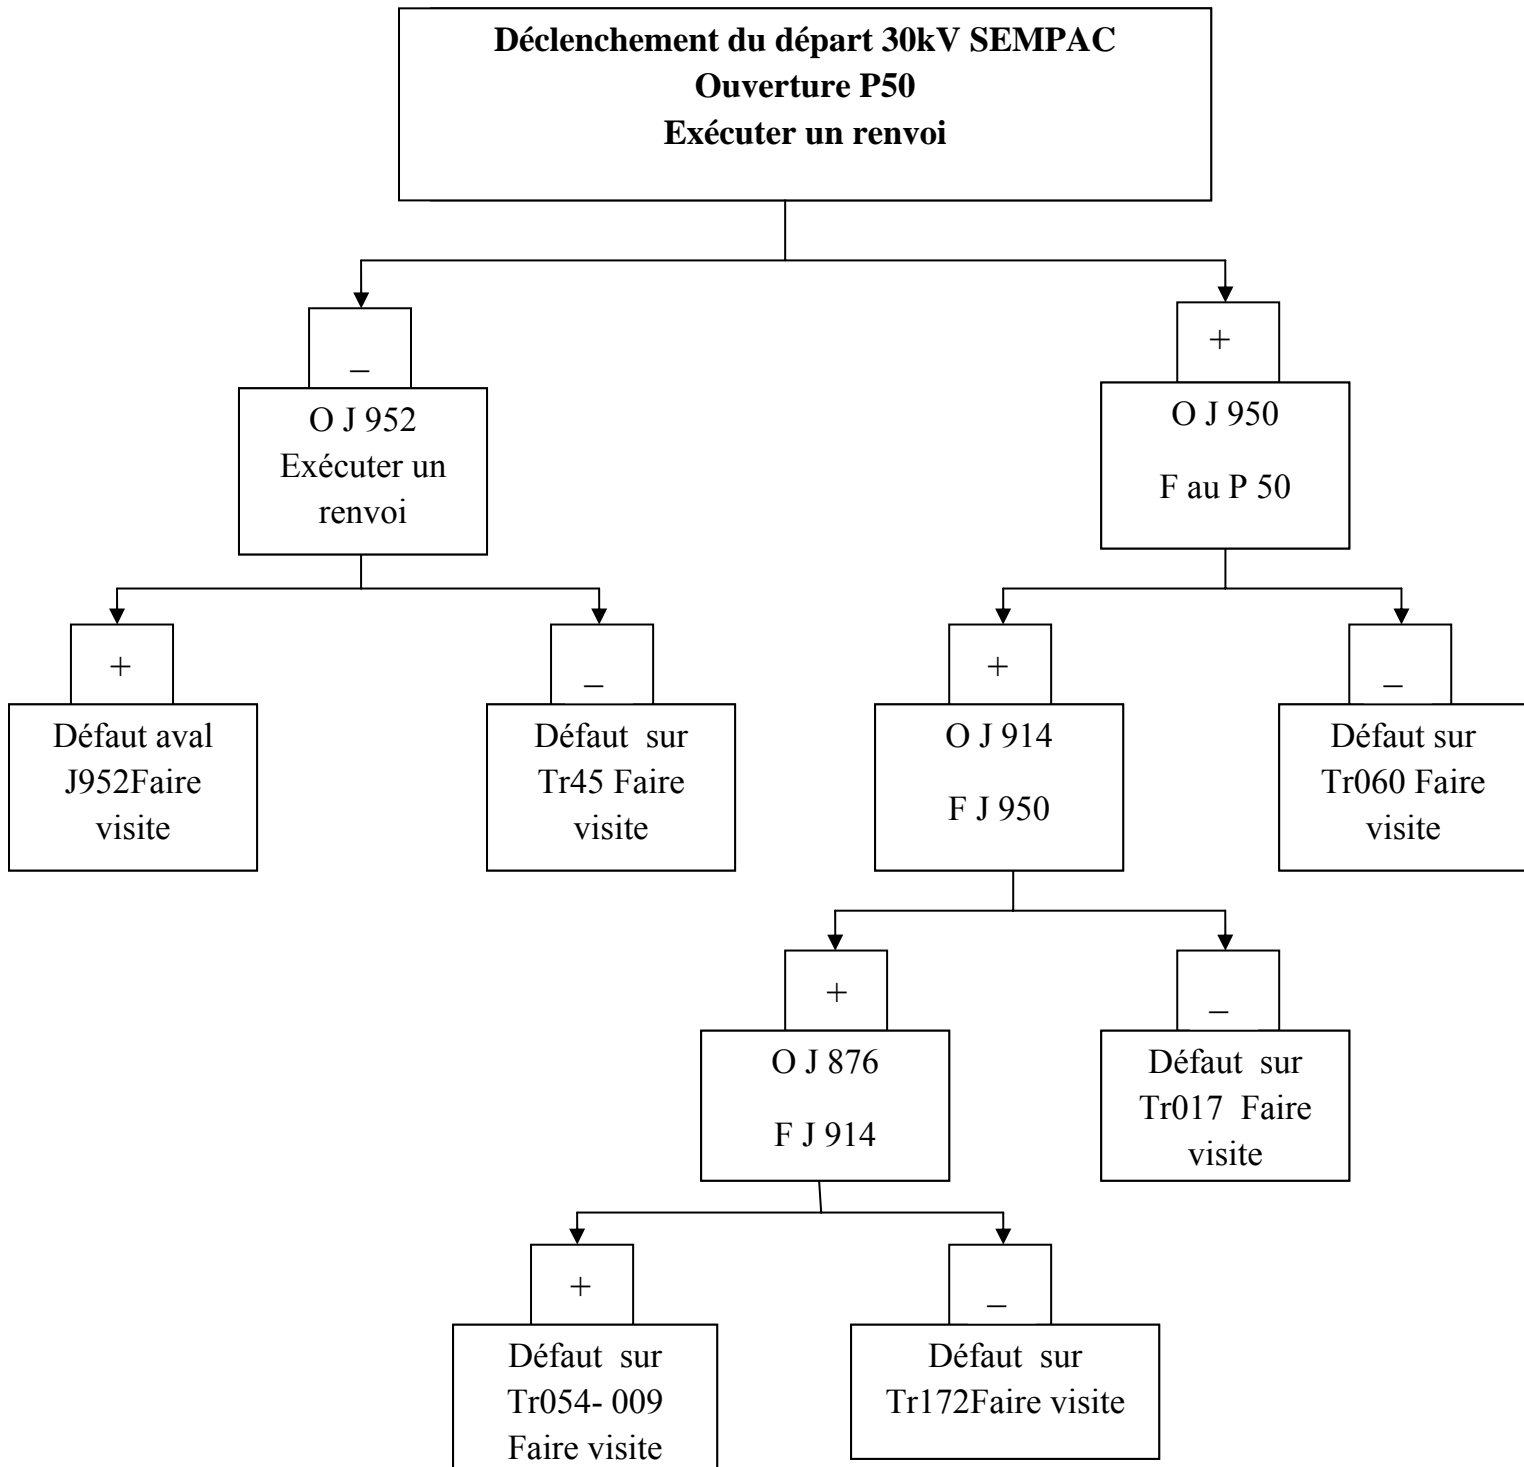 Déclenchement du départ 30kV SEMPAC
Ouverture P50
Exécuter un renvoi
_
+
O J 952
Exécuter un
renvoi
O J 950
F au P 50
+
_
+
_
Défaut aval
J952Faire
visite
Défaut sur
Tr45 Faire
visite
O J 914
F J 950
Défaut sur
Tr060 Faire
visite
+
_
O J 876
F J 914
Défaut sur
Tr017 Faire
visite
+
_
Défaut sur
Tr054- 009
Faire visite
Défaut sur
Tr172Faire visite